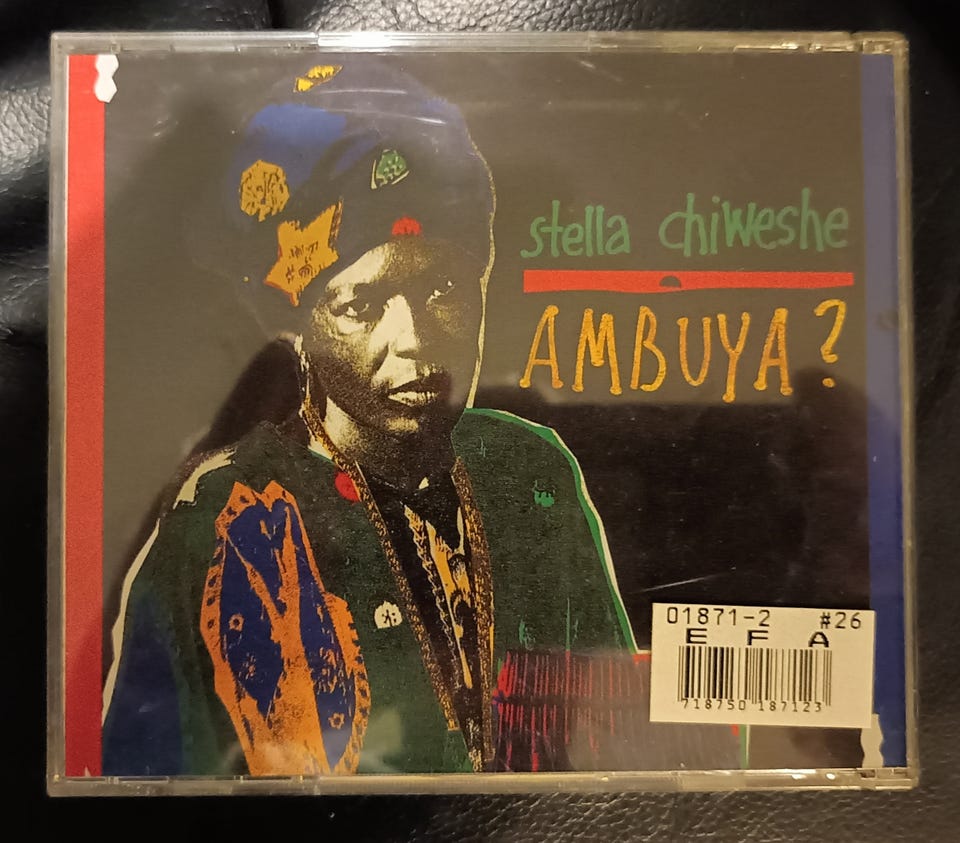 stella chiweshe
AMBUYA?
01871-2 #26
E F A
718750 187123